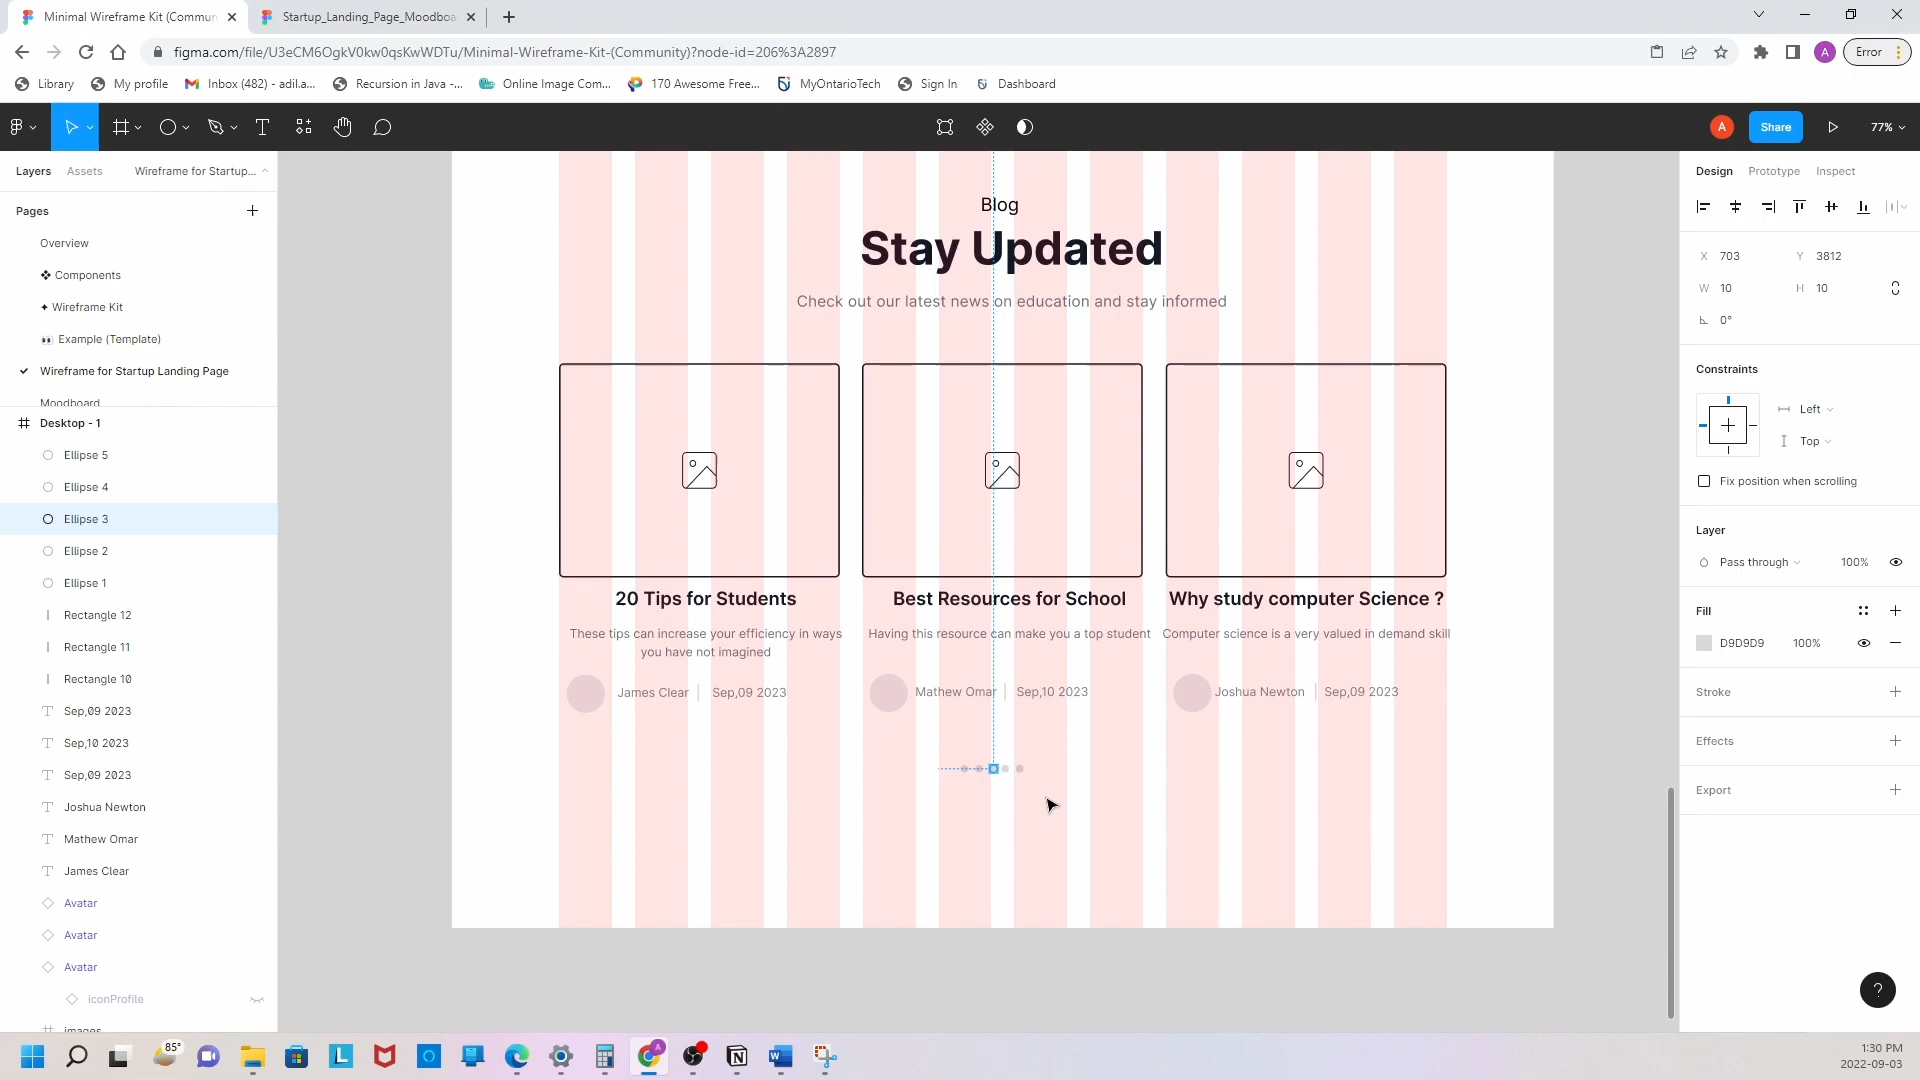 Minimal Wireframe Kit (Commun
Startup_Landing_Page_Moodboa
figma.com/file/U3eCM6OgkV0kw0qsKwWDTu/Minimal-Wireframe-Kit-(Community)?node-id=206%3A2897
A
Error
Library
My profile
Inbox (482) - adil.a...
Recursion in Java -...
Online Image Com...
170 Awesome Free...
MyOntarioTech
Sign In
Dashboard
A
Share
77%
Layers
Assets
Wireframe for Startup...
Design
Prototype
Inspect
Pages
Overview
Components
Wireframe Kit
Example (Template)
Wireframe for Startup Landing Page
Moodboard
Desktop - 1
Ellipse 5
Ellipse 4
Ellipse 3
Ellipse 2
Ellipse 1
Rectangle 12
Rectangle 11
Rectangle 10
Sep,09 2023
Sep,10 2023
Sep,09 2023
Joshua Newton
Mathew Omar
James Clear
Avatar
Avatar
Avatar
iconProfile
images
Blog
Stay Updated
Check out our latest news on education and stay informed
20 Tips for Students
These tips can increase your efficiency in ways
you have not imagined
James Clear
Sep,09 2023
Best Resources for School
Having this resource can make you a top student
Mathew Omar
Sep,10 2023
Why study computer Science ?
Computer science is a very valued in demand skill
Joshua Newton
Sep,09 2023
X 703
Y 3812
W 10
H 10
0°
Constraints
Left
Top
Fix position when scrolling
Layer
Pass through
100%
Fill
D9D9D9
100%
Stroke
Effects
Export
?
85°
L
A
N
W
1:30 PM
2022-09-03